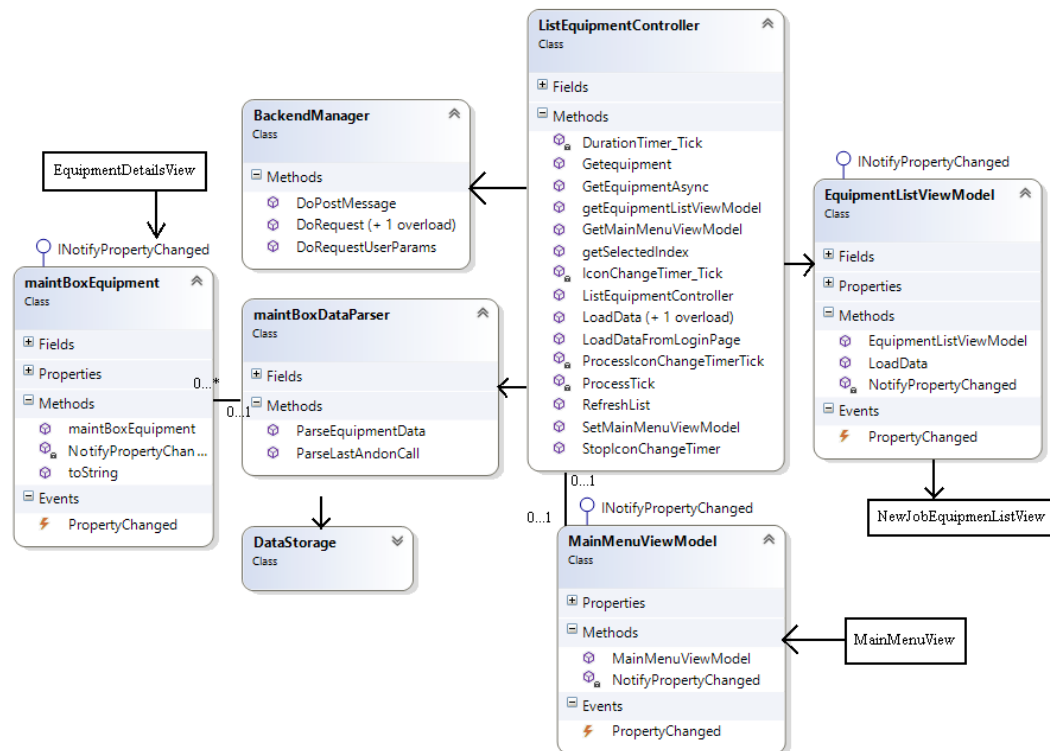 ListEquipmentController
Class
Fields
Methods
DurationTimer_Tick
Getequipment
GetEquipmentAsync
getEquipmentListViewModel
GetMainMenuViewModel
getSelectedIndex
IconChangeTimer_Tick
ListEquipmentController
LoadData (+ 1 overload)
LoadDataFromLoginPage
ProcessIconChangeTimerTick
ProcessTick
RefreshList
SetMainMenuViewModel
StopIconChangeTimer
BackendManager
Class
Methods
DoPostMessage
DoRequest (+ 1 overload)
DoRequestUserParams
EquipmentDetailsView
INotifyPropertyChanged
maintBoxEquipment
Class
Fields
Properties
Methods
maintBoxEquipment
NotifyPropertyChan...
toString
Events
PropertyChanged
0...*
0...1
maintBoxDataParser
Class
Fields
Methods
ParseEquipmentData
ParseLastAndonCall
DataStorage
Class
INotifyPropertyChanged
EquipmentListViewModel
Class
Fields
Properties
Methods
EquipmentListViewModel
LoadData
NotifyPropertyChanged
Events
PropertyChanged
NewJobEquipmenListView
0...1
0...1
INotifyPropertyChanged
MainMenuViewModel
Class
Properties
Methods
MainMenuViewModel
NotifyPropertyChanged
Events
PropertyChanged
MainMenuView